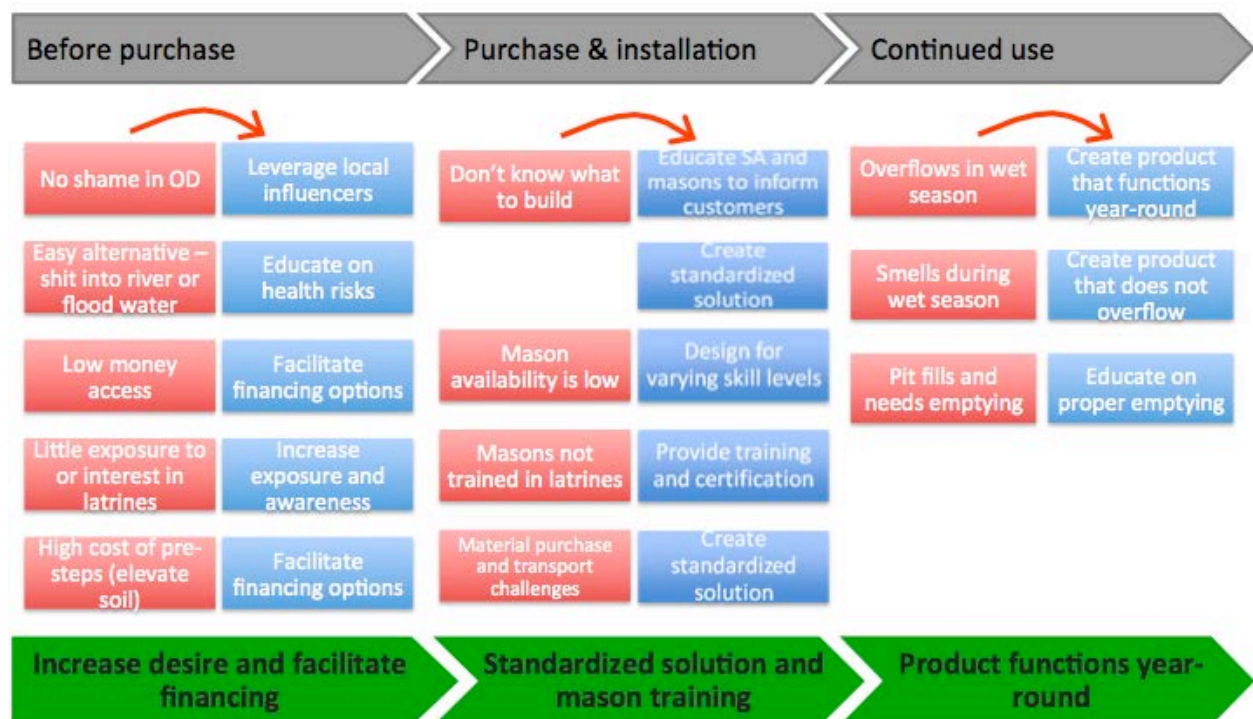 Before purchase
Purchase & installation
Continued use
No shame in OD
Leverage local
influencers
Easy alternative –
shit into river or
flood water
Educate on
health risks
Low money
access
Facilitate
financing options
Little exposure to
or interest in
latrines
Increase
exposure and
awareness
High cost of pre-
steps (elevate
soil)
Facilitate
financing options
Don't know what
to build
Educate SA and
masons to inform
customers
Create
standardized
solution
Mason
availability is low
Design for
varying skill levels
Masons not
trained in latrines
Provide training
and certification
Material purchase
and transport
challenges
Create
standardized
solution
Overflows in wet
season
Create product
that functions
year-round
Smells during
wet season
Create product
that does not
overflow
Pit fills and
needs emptying
Educate on
proper emptying
Increase desire and facilitate
financing
Standardized solution and
mason training
Product functions year-
round